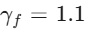 γ_f = 1.1